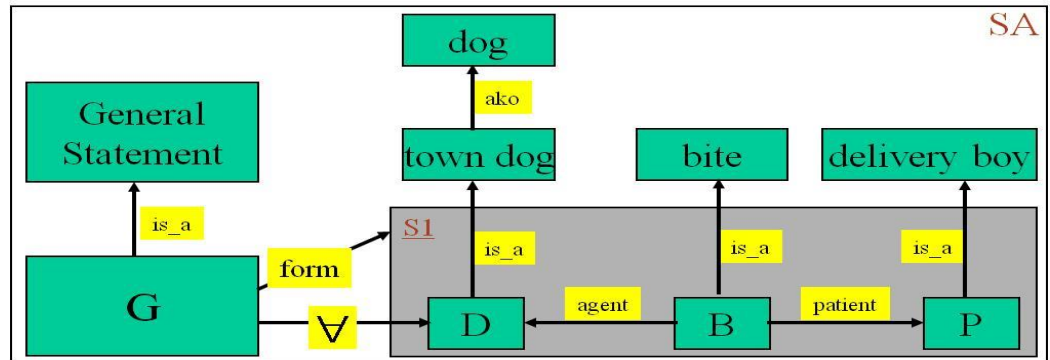 SA
dog
ako
General
Statement
town dog
bite
delivery boy
is_a
S1
is_a
is_a
is_a
form
G
∀
D
agent
B
patient
P